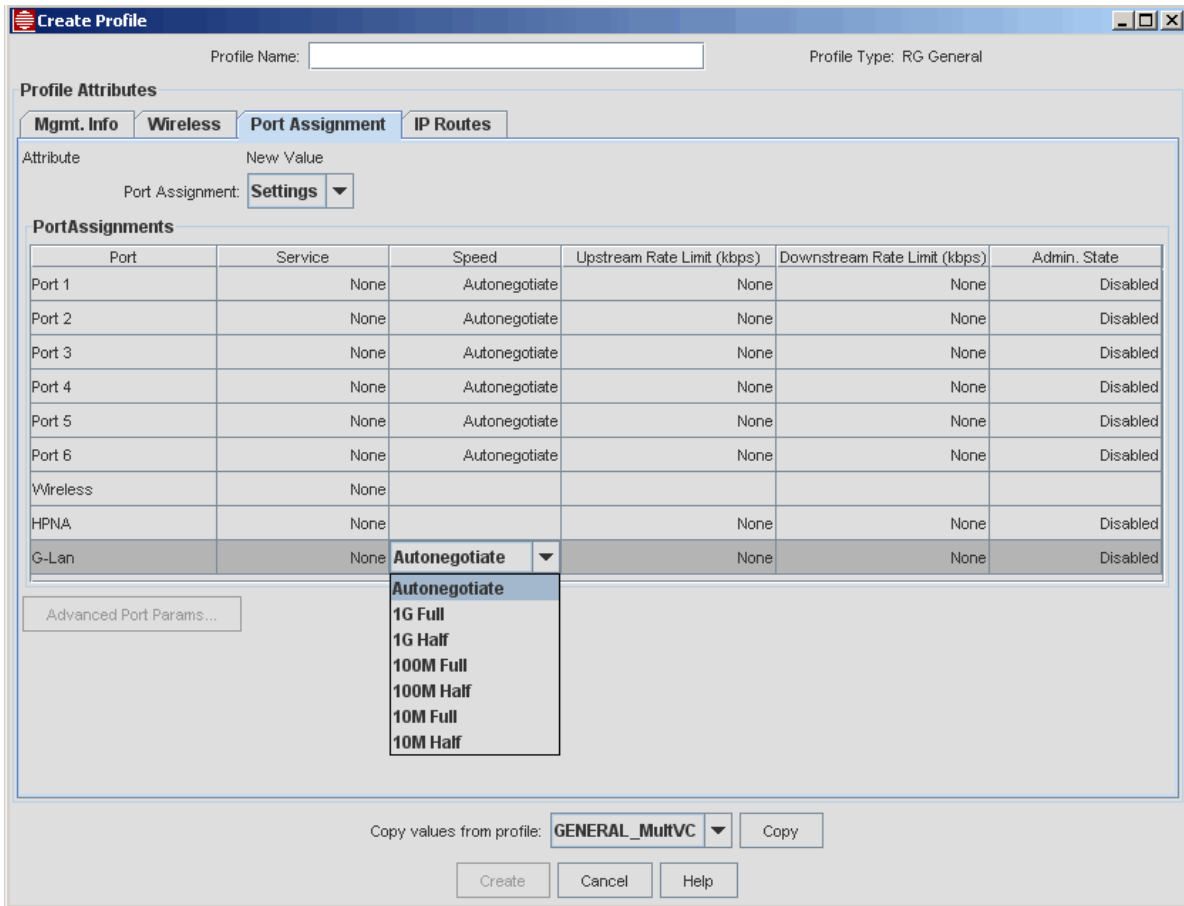 Create Profile
Profile Name: Profile Type: RG General
Profile Attributes
Mgmt. Info Wireless Port Assignment IP Routes
Attribute New Value
Port Assignment: Settings
PortAssignments
Port Service Speed Upstream Rate Limit (kbps) Downstream Rate Limit (kbps) Admin. State
Port 1 None Autonegotiate None None Disabled
Port 2 None Autonegotiate None None Disabled
Port 3 None Autonegotiate None None Disabled
Port 4 None Autonegotiate None None Disabled
Port 5 None Autonegotiate None None Disabled
Port 6 None Autonegotiate None None Disabled
Wireless None
HPNA None None None Disabled
G-Lan None Autonegotiate None None Disabled
Autonegotiate
1G Full
1G Half
100M Full
100M Half
10M Full
10M Half
Advanced Port Params...
Copy values from profile: GENERAL_MultVC Copy
Create Cancel Help